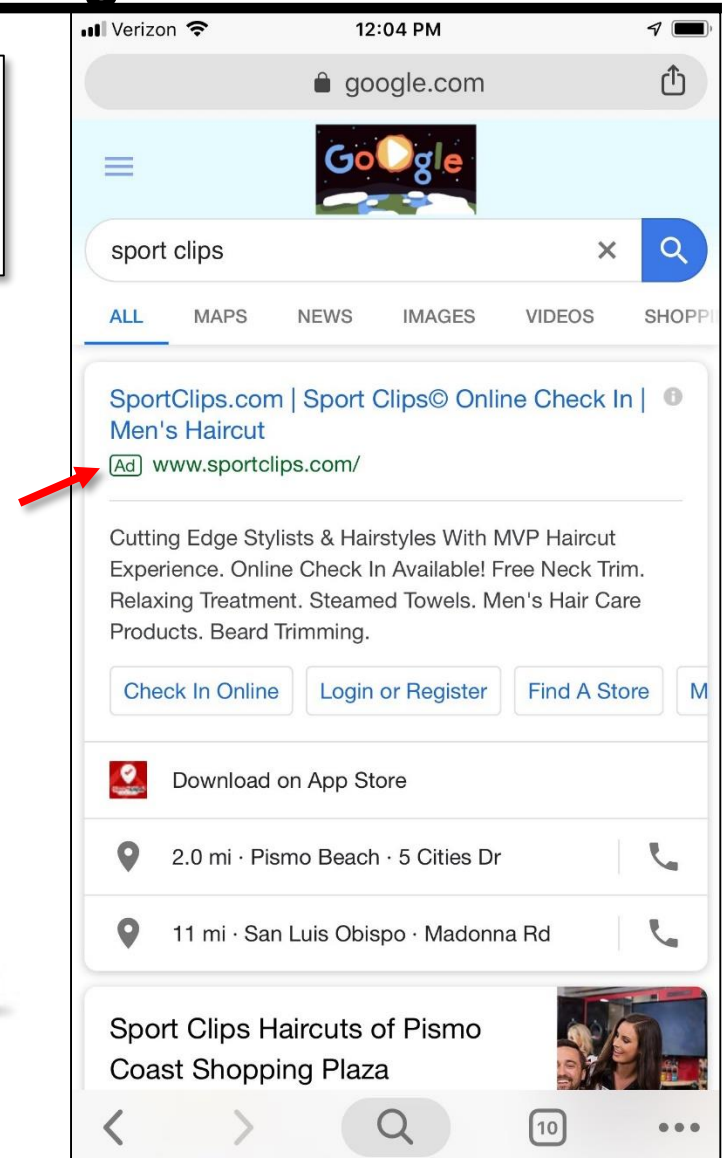 Verizon 12:04 PM
google.com
Google
sport clips
ALL MAPS NEWS IMAGES VIDEOS SHOPP
SportClips.com | Sport Clips© Online Check In |
Men's Haircut
Ad www.sportclips.com/
Cutting Edge Stylists & Hairstyles With MVP Haircut
Experience. Online Check In Available! Free Neck Trim.
Relaxing Treatment. Steamed Towels. Men's Hair Care
Products. Beard Trimming.
Check In Online Login or Register Find A Store M
Download on App Store
2.0 mi · Pismo Beach · 5 Cities Dr
11 mi · San Luis Obispo · Madonna Rd
Sport Clips Haircuts of Pismo
Coast Shopping Plaza
10